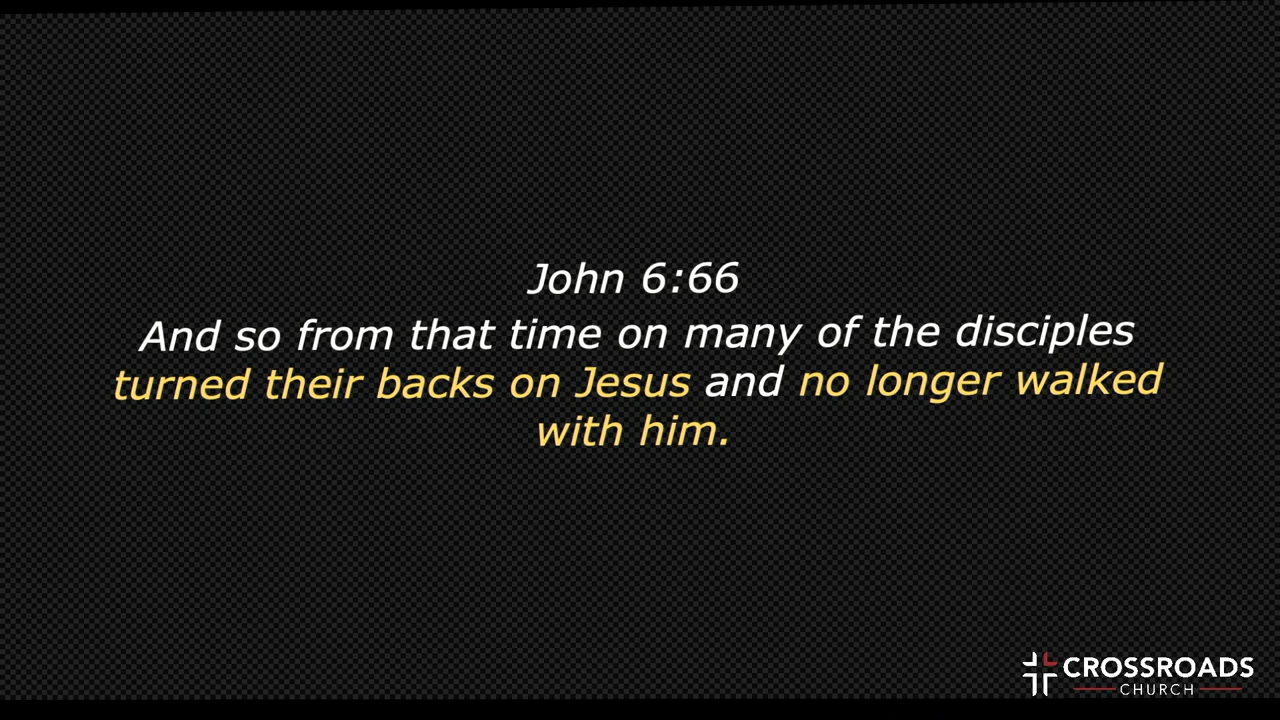 John 6:66
And so from that time on many of the disciples
turned their backs on Jesus and no longer walked
with him.
CROSSROADS
CHURCH